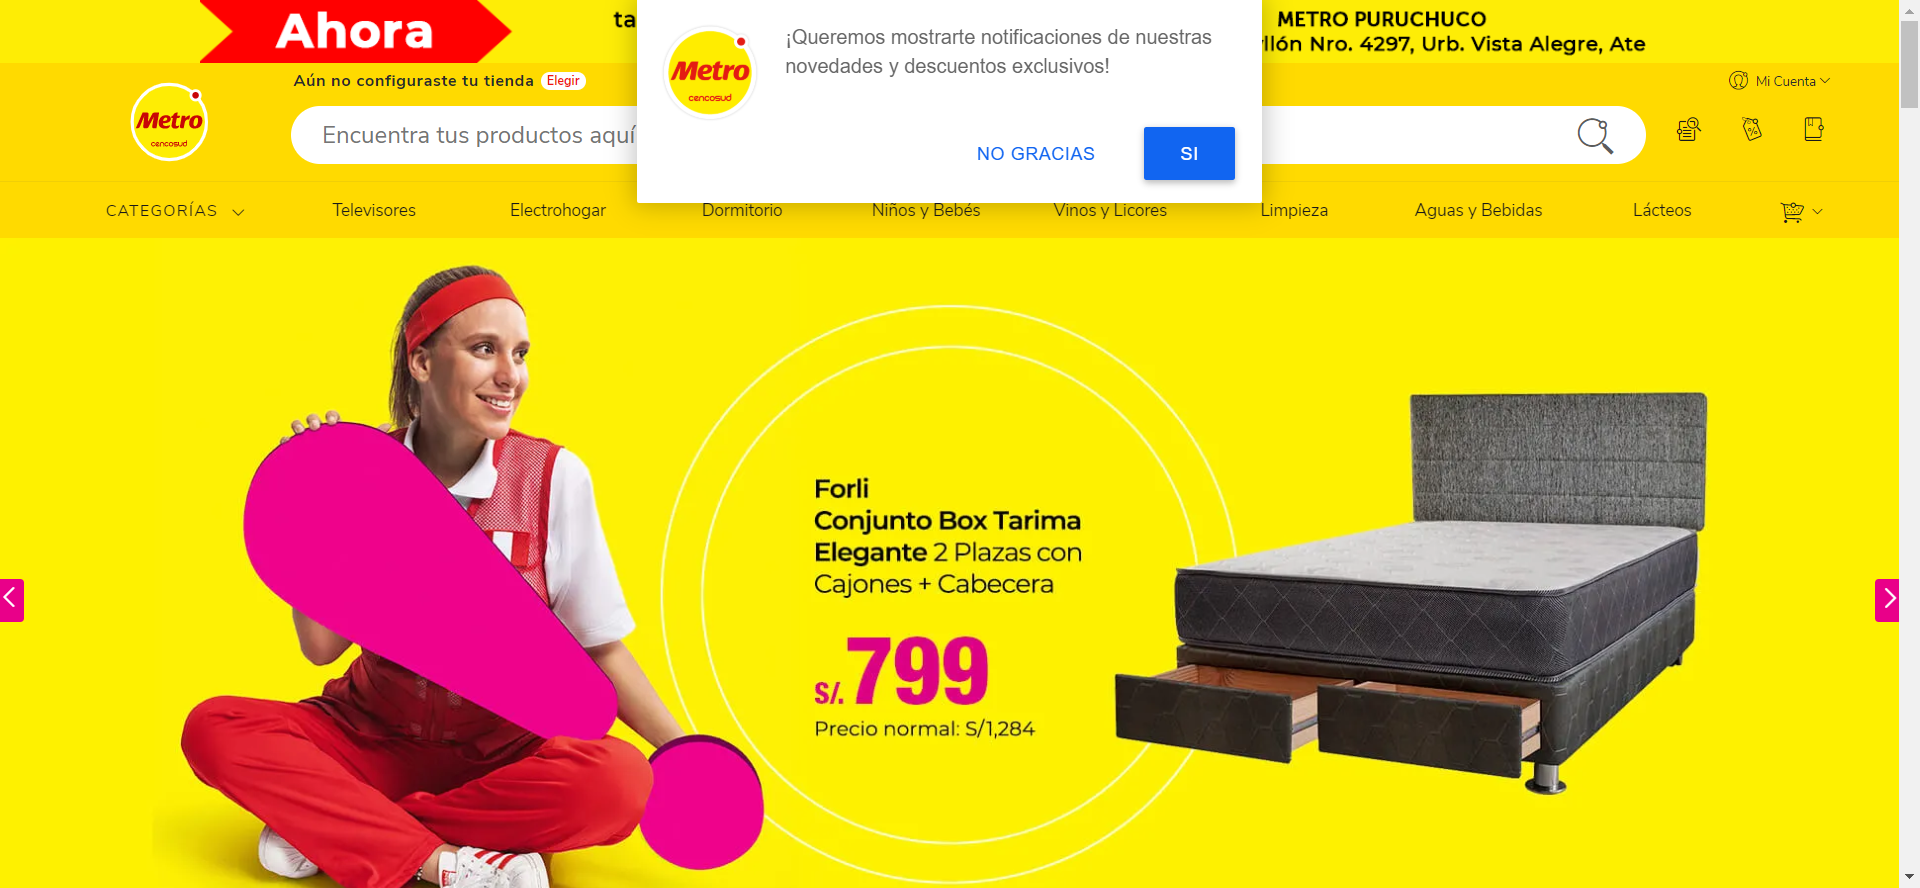 Ahora
ta
METRO PURUCHUCO
llón Nro. 4297, Urb. Vista Alegre, Ate
¡Queremos mostrarte notificaciones de nuestras
novedades y descuentos exclusivos!
Metro
cencosud
NO GRACIAS
SI
Aún no configuraste tu tienda
Elegir
Mi Cuenta
Metro
cencosud
Encuentra tus productos aquí
CATEGORÍAS
Televisores
Electrohogar
Dormitorio
Niños y Bebés
Vinos y Licores
Limpieza
Aguas y Bebidas
Lácteos
Forli
Conjunto Box Tarima
Elegante 2 Plazas con
Cajones + Cabecera
S/. 799
Precio normal: S/1,284